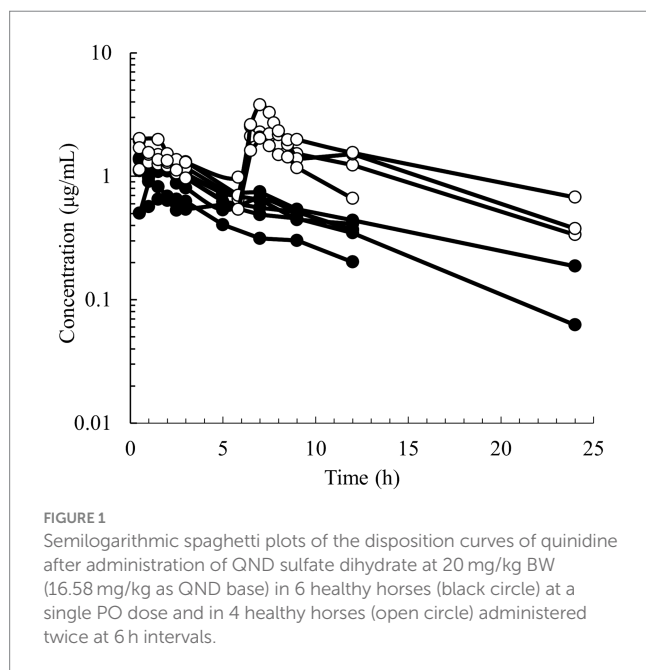 10
1
0.1
0.01
Concentration (µg/mL)
0 5 10 15 20 25
Time (h)
FIGURE 1
Semilogarithmic spaghetti plots of the disposition curves of quinidine
after administration of QND sulfate dihydrate at 20 mg/kg BW
(16.58 mg/kg as QND base) in 6 healthy horses (black circle) at a
single PO dose and in 4 healthy horses (open circle) administered
twice at 6 h intervals.